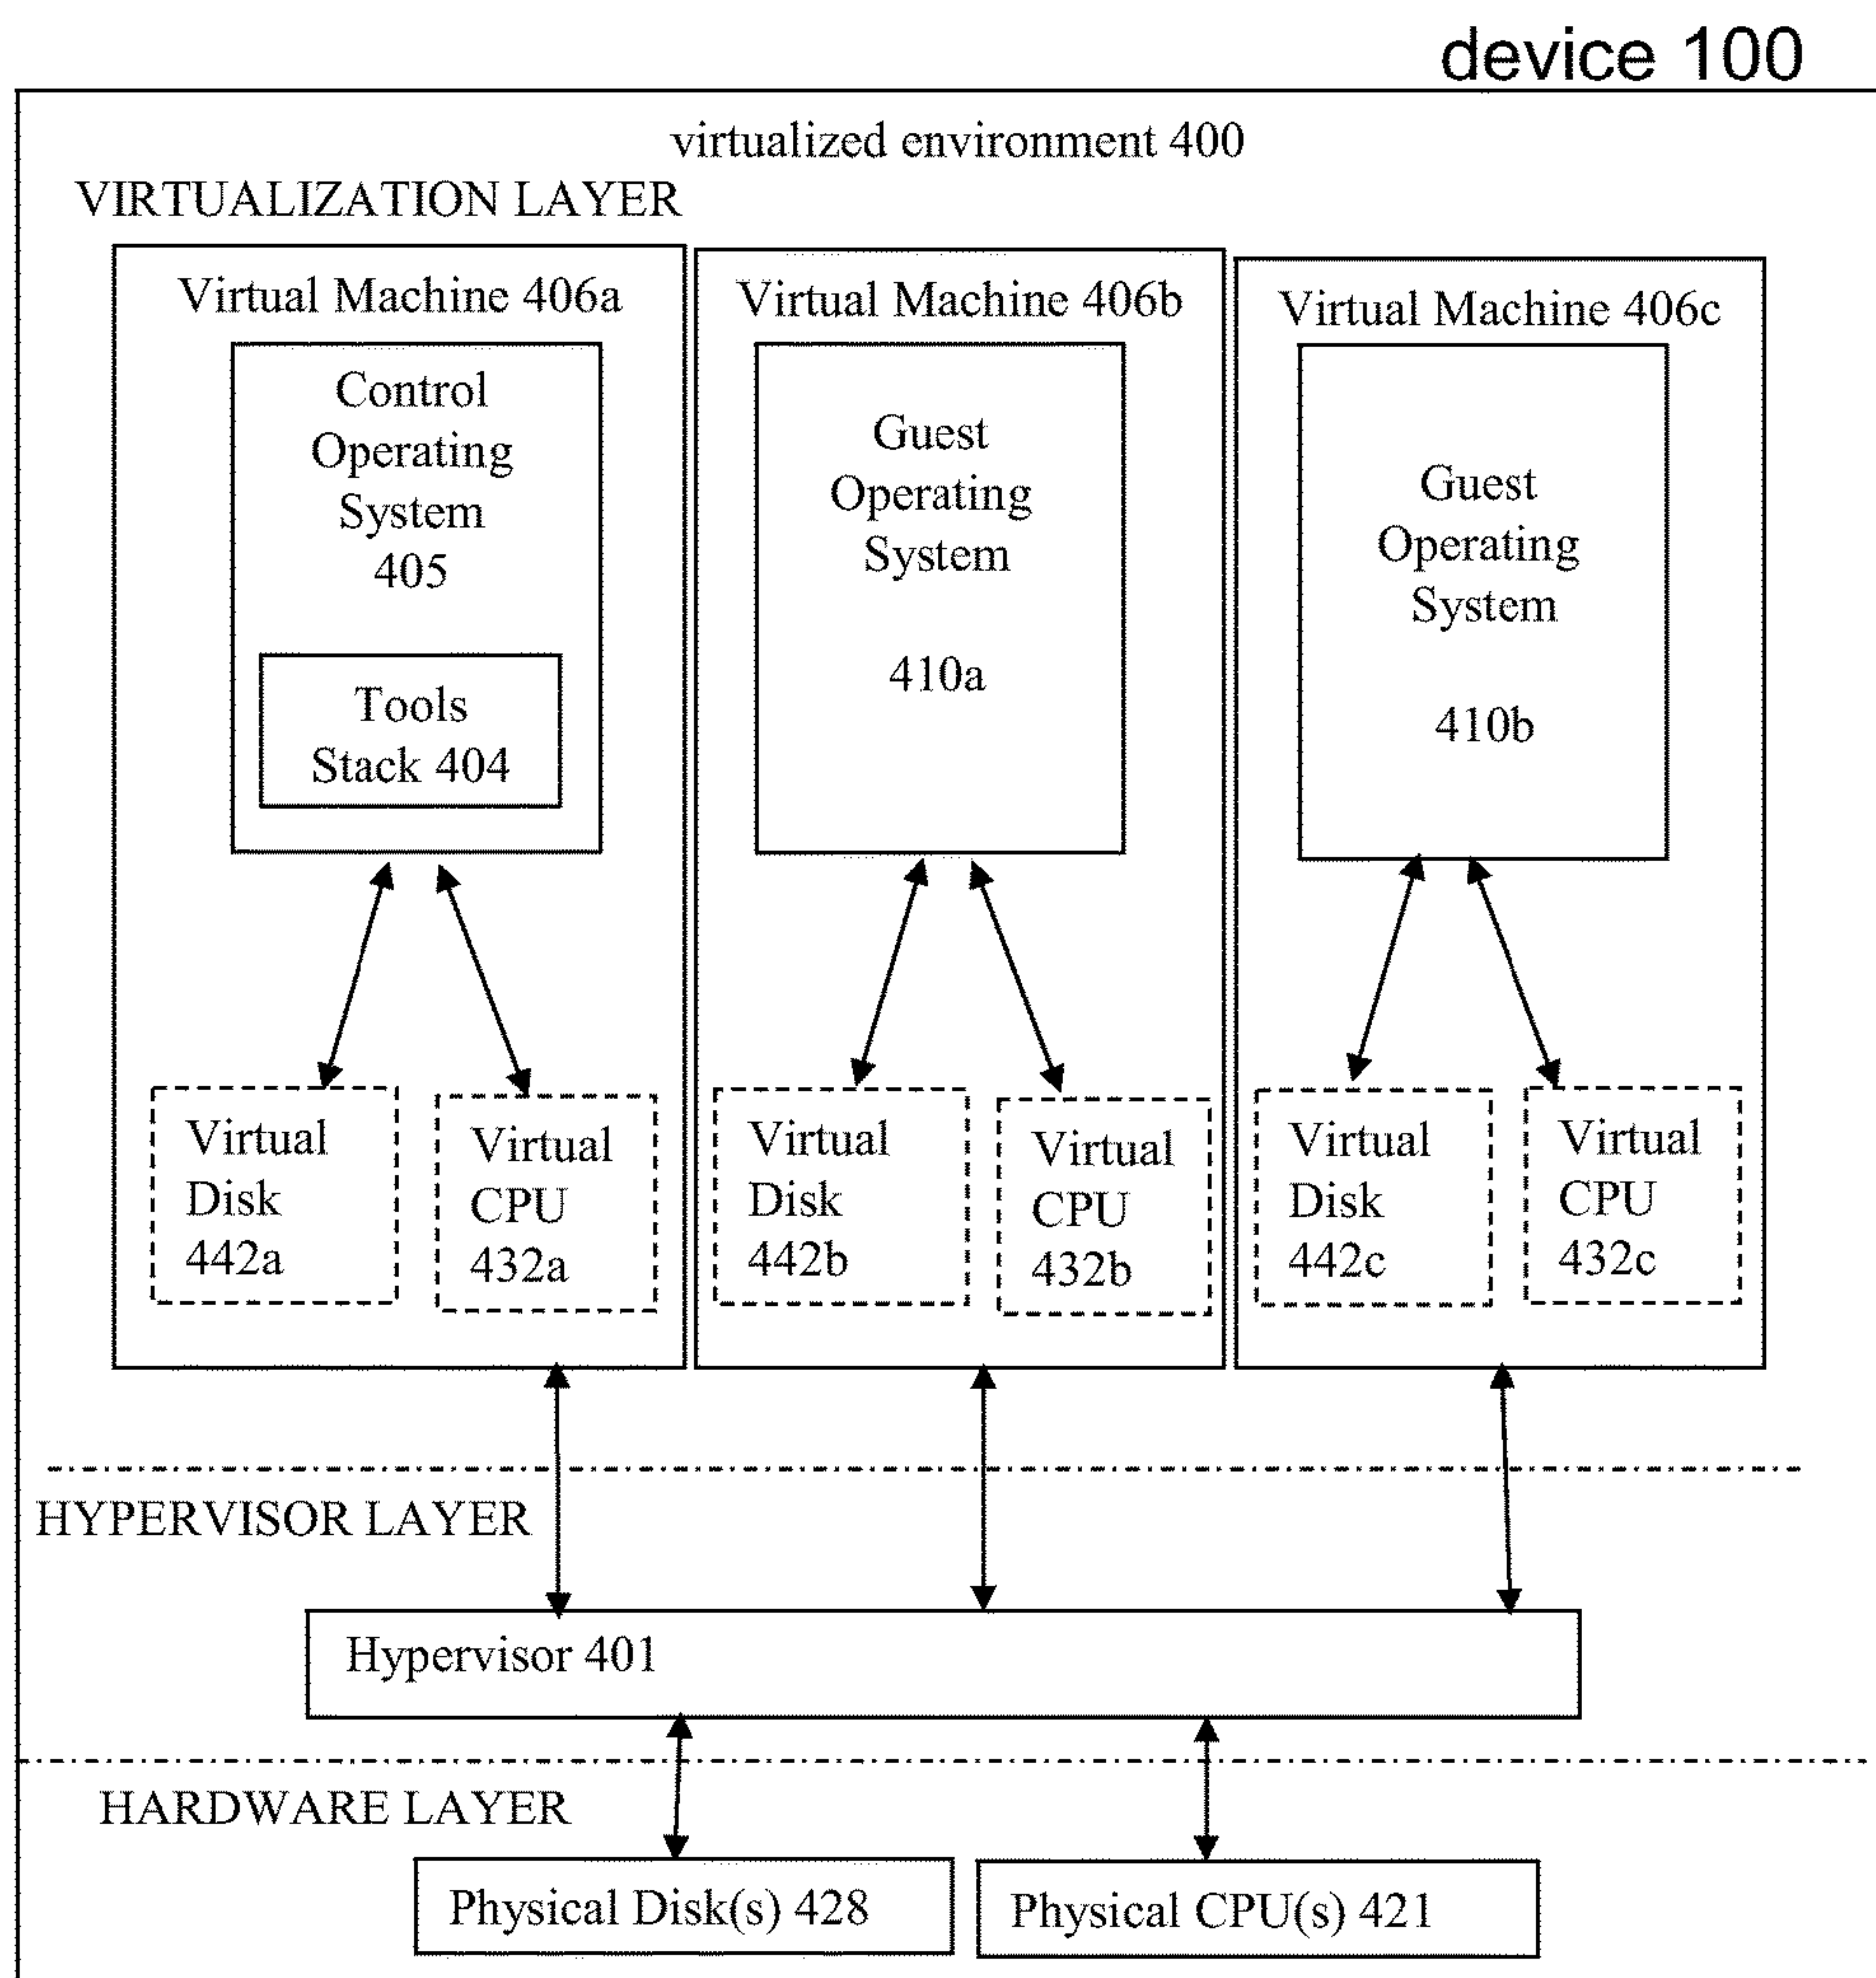 device 100
virtualized environment 400
VIRTUALIZATION LAYER
Virtual Machine 406a
Control
Operating
System
405
Tools
Stack 404
Virtual
Disk
442a
Virtual
CPU
432a
Virtual Machine 406b
Guest
Operating
System
410a
Virtual
Disk
442b
Virtual
CPU
432b
Virtual Machine 406c
Guest
Operating
System
410b
Virtual
Disk
442c
Virtual
CPU
432c
HYPERVISOR LAYER
Hypervisor 401
HARDWARE LAYER
Physical Disk(s) 428
Physical CPU(s) 421